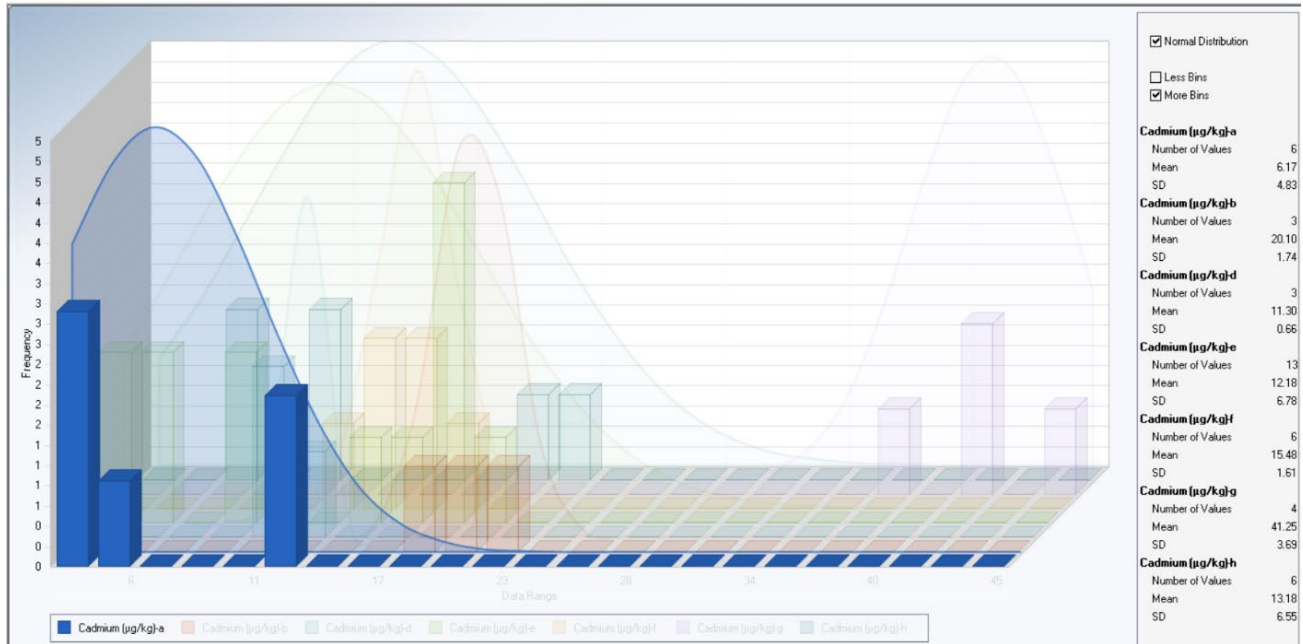 5
5
5
4
4
4
4
3
3
3
3
2
2
2
2
1
1
1
1
0
0
0
Frequency
6 11 17 23 28 34 40 45
Data Range
Cadmium (µg/kg)-a Cadmium (µg/kg)-b Cadmium (µg/kg)-d Cadmium (µg/kg)-e Cadmium (µg/kg)-f Cadmium (µg/kg)-g Cadmium (µg/kg)-h
Normal Distribution
Less Bins
More Bins
Cadmium (µg/kg)-a
Number of Values 6
Mean 6.17
SD 4.83
Cadmium (µg/kg)-b
Number of Values 3
Mean 20.10
SD 1.74
Cadmium (µg/kg)-d
Number of Values 3
Mean 11.30
SD 0.66
Cadmium (µg/kg)-e
Number of Values 13
Mean 12.18
SD 6.78
Cadmium (µg/kg)-f
Number of Values 6
Mean 15.48
SD 1.61
Cadmium (µg/kg)-g
Number of Values 4
Mean 41.25
SD 3.69
Cadmium (µg/kg)-h
Number of Values 6
Mean 13.18
SD 6.55